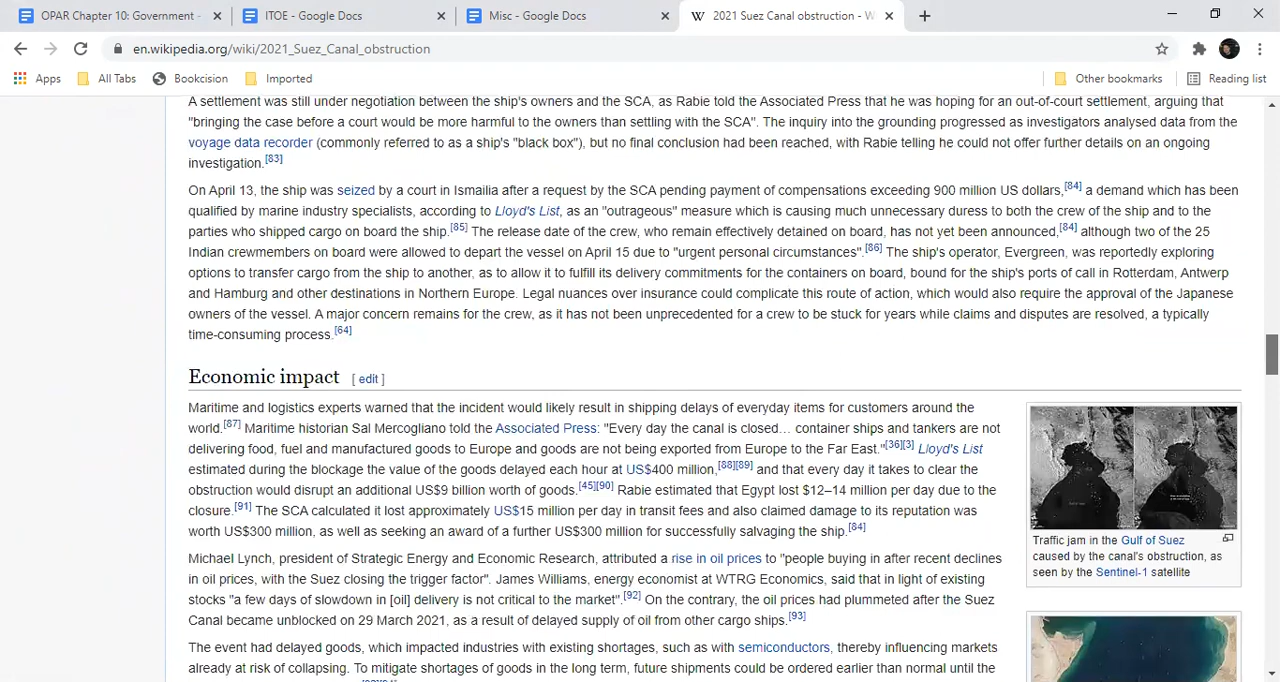 OPAR Chapter 10: Government -
ITOE - Google Docs
Misc - Google Docs
W 2021 Suez Canal obstruction - W
en.wikipedia.org/wiki/2021_Suez_Canal_obstruction
Apps All Tabs Bookcision Imported Other bookmarks Reading list
A settlement was still under negotiation between the ship's owners and the SCA, as Rabie told the Associated Press that he was hoping for an out-of-court settlement, arguing that
"bringing the case before a court would be more harmful to the owners than settling with the SCA". The inquiry into the grounding progressed as investigators analysed data from the
voyage data recorder (commonly referred to as a ship's "black box"), but no final conclusion had been reached, with Rabie telling he could not offer further details on an ongoing
investigation.[83]
On April 13, the ship was seized by a court in Ismailia after a request by the SCA pending payment of compensations exceeding 900 million US dollars,[84] a demand which has been
qualified by marine industry specialists, according to Lloyd's List, as an "outrageous" measure which is causing much unnecessary duress to both the crew of the ship and to the
parties who shipped cargo on board the ship.[85] The release date of the crew, who remain effectively detained on board, has not yet been announced,[84] although two of the 25
Indian crewmembers on board were allowed to depart the vessel on April 15 due to "urgent personal circumstances".[86] The ship's operator, Evergreen, was reportedly exploring
options to transfer cargo from the ship to another, as to allow it to fulfill its delivery commitments for the containers on board, bound for the ship's ports of call in Rotterdam, Antwerp
and Hamburg and other destinations in Northern Europe. Legal nuances over insurance could complicate this route of action, which would also require the approval of the Japanese
owners of the vessel. A major concern remains for the crew, as it has not been unprecedented for a crew to be stuck for years while claims and disputes are resolved, a typically
time-consuming process.[64]
Economic impact [ edit ]
Maritime and logistics experts warned that the incident would likely result in shipping delays of everyday items for customers around the
world.[87] Maritime historian Sal Mercogliano told the Associated Press: "Every day the canal is closed... container ships and tankers are not
delivering food, fuel and manufactured goods to Europe and goods are not being exported from Europe to the Far East."[36][3] Lloyd's List
estimated during the blockage the value of the goods delayed each hour at US$400 million,[88][89] and that every day it takes to clear the
obstruction would disrupt an additional US$9 billion worth of goods.[45][90] Rabie estimated that Egypt lost $12–14 million per day due to the
closure.[91] The SCA calculated it lost approximately US$15 million per day in transit fees and also claimed damage to its reputation was
worth US$300 million, as well as seeking an award of a further US$300 million for successfully salvaging the ship.[84]
Michael Lynch, president of Strategic Energy and Economic Research, attributed a rise in oil prices to "people buying in after recent declines
in oil prices, with the Suez closing the trigger factor". James Williams, energy economist at WTRG Economics, said that in light of existing
stocks "a few days of slowdown in [oil] delivery is not critical to the market".[92] On the contrary, the oil prices had plummeted after the Suez
Canal became unblocked on 29 March 2021, as a result of delayed supply of oil from other cargo ships.[93]
The event had delayed goods, which impacted industries with existing shortages, such as with semiconductors, thereby influencing markets
already at risk of collapsing. To mitigate shortages of goods in the long term, future shipments could be ordered earlier than normal until the
Traffic jam in the Gulf of Suez
caused by the canal's obstruction, as
seen by the Sentinel-1 satellite